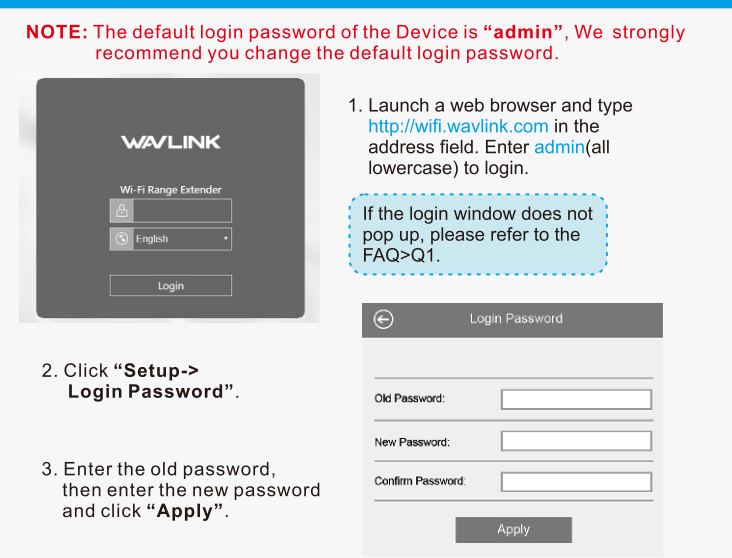 NOTE: The default login password of the Device is “admin”, We strongly
recommend you change the default login password.
WAVLINK
Wi-Fi Range Extender
English
Login
1. Launch a web browser and type
http://wifi.wavlink.com in the
address field. Enter admin(all
lowercase) to login.
If the login window does not
pop up, please refer to the
FAQ>Q1.
2. Click “Setup->
Login Password”.
3. Enter the old password,
then enter the new password
and click “Apply”.
Login Password
Old Password:
New Password:
Confirm Password:
Apply